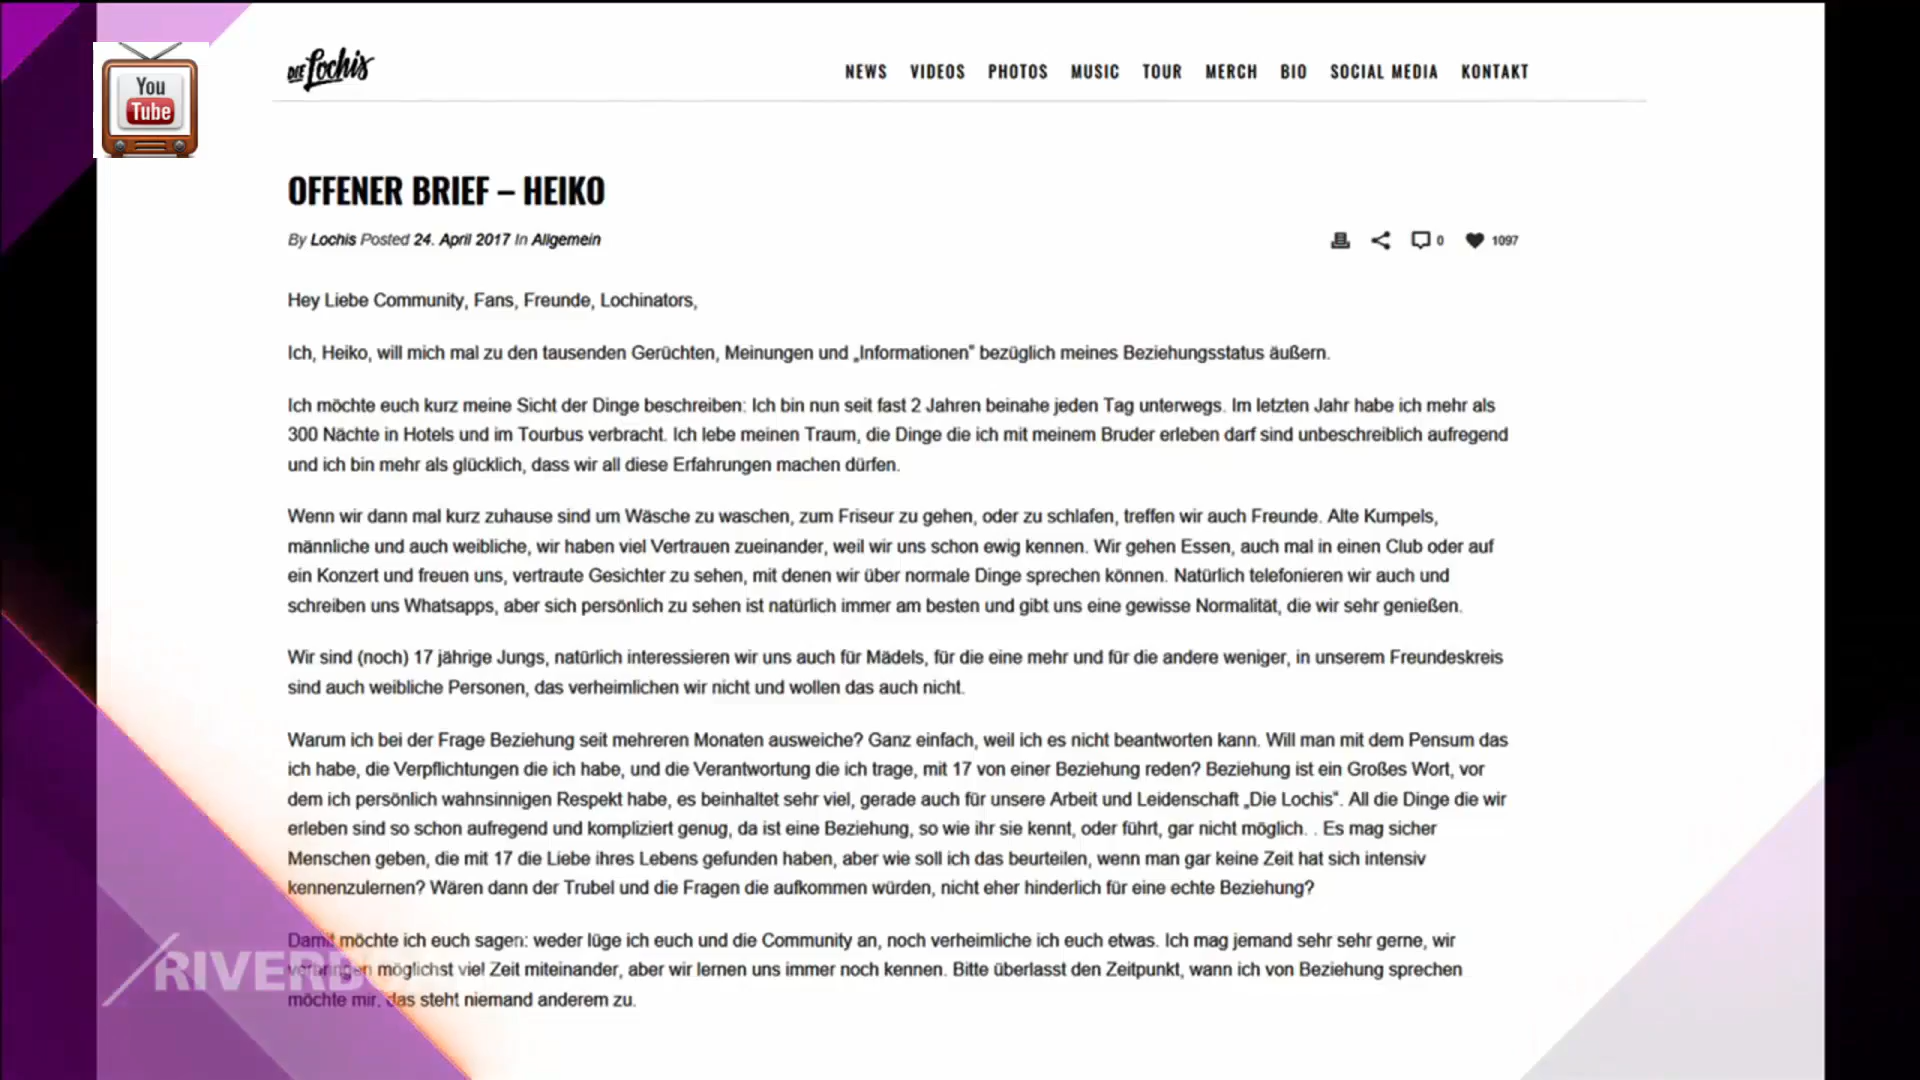 You
Tube
DIE Lochis
NEWS VIDEOS PHOTOS MUSIC TOUR MERCH BIO SOCIAL MEDIA KONTAKT
OFFENER BRIEF – HEIKO
By Lochis Posted 24. April 2017 In Allgemein
0 1097
Hey Liebe Community, Fans, Freunde, Lochinators,
Ich, Heiko, will mich mal zu den tausenden Gerüchten, Meinungen und „Informationen“ bezüglich meines Beziehungsstatus äußern.
Ich möchte euch kurz meine Sicht der Dinge beschreiben: Ich bin nun seit fast 2 Jahren beinahe jeden Tag unterwegs. Im letzten Jahr habe ich mehr als
300 Nächte in Hotels und im Tourbus verbracht. Ich lebe meinen Traum, die Dinge die ich mit meinem Bruder erleben darf sind unbeschreiblich aufregend
und ich bin mehr als glücklich, dass wir all diese Erfahrungen machen dürfen.
Wenn wir dann mal kurz zuhause sind um Wäsche zu waschen, zum Friseur zu gehen, oder zu schlafen, treffen wir auch Freunde. Alte Kumpels,
männliche und auch weibliche, wir haben viel Vertrauen zueinander, weil wir uns schon ewig kennen. Wir gehen Essen, auch mal in einen Club oder auf
ein Konzert und freuen uns, vertraute Gesichter zu sehen, mit denen wir über normale Dinge sprechen können. Natürlich telefonieren wir auch und
schreiben uns Whatsapps, aber sich persönlich zu sehen ist natürlich immer am besten und gibt uns eine gewisse Normalität, die wir sehr genießen.
Wir sind (noch) 17 jährige Jungs, natürlich interessieren wir uns auch für Mädels, für die eine mehr und für die andere weniger, in unserem Freundeskreis
sind auch weibliche Personen, das verheimlichen wir nicht und wollen das auch nicht.
Warum ich bei der Frage Beziehung seit mehreren Monaten ausweiche? Ganz einfach, weil ich es nicht beantworten kann. Will man mit dem Pensum das
ich habe, die Verpflichtungen die ich habe, und die Verantwortung die ich trage, mit 17 von einer Beziehung reden? Beziehung ist ein Großes Wort, vor
dem ich persönlich wahnsinnigen Respekt habe, es beinhaltet sehr viel, gerade auch für unsere Arbeit und Leidenschaft „Die Lochis“. All die Dinge die wir
erleben sind so schon aufregend und kompliziert genug, da ist eine Beziehung, so wie ihr sie kennt, oder führt, gar nicht möglich. . Es mag sicher
Menschen geben, die mit 17 die Liebe ihres Lebens gefunden haben, aber wie soll ich das beurteilen, wenn man gar keine Zeit hat sich intensiv
kennenzulernen? Wären dann der Trubel und die Fragen die aufkommen würden, nicht eher hinderlich für eine echte Beziehung?
Damit möchte ich euch sagen: weder lüge ich euch und die Community an, noch verheimliche ich euch etwas. Ich mag jemand sehr sehr gerne, wir
verbringen möglichst viel Zeit miteinander, aber wir lernen uns immer noch kennen. Bitte überlasst den Zeitpunkt, wann ich von Beziehung sprechen
möchte mir, das steht niemand anderem zu.